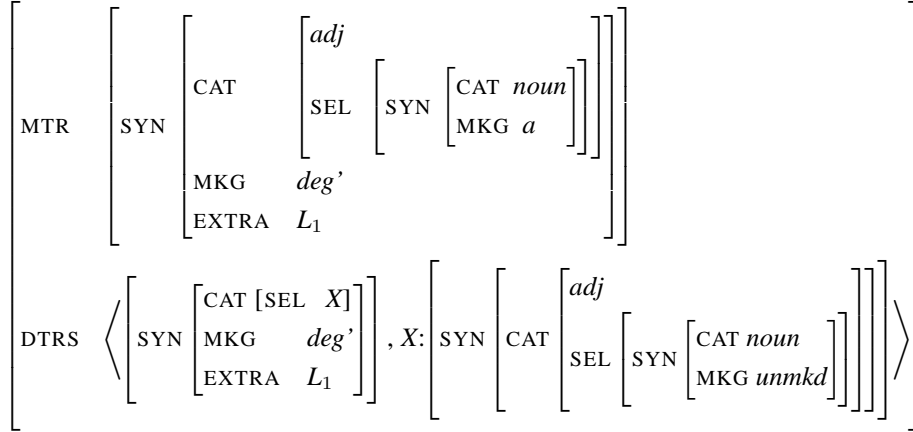 adj
CAT
CAT noun
SEL SYN
MTR SYN MKG a
MKG deg’
EXTRA L₁
adj
CAT [SEL X]
DTRS SYN MKG deg’ , X: SYN CAT CAT noun
SEL SYN
EXTRA L₁ MKG unmkd